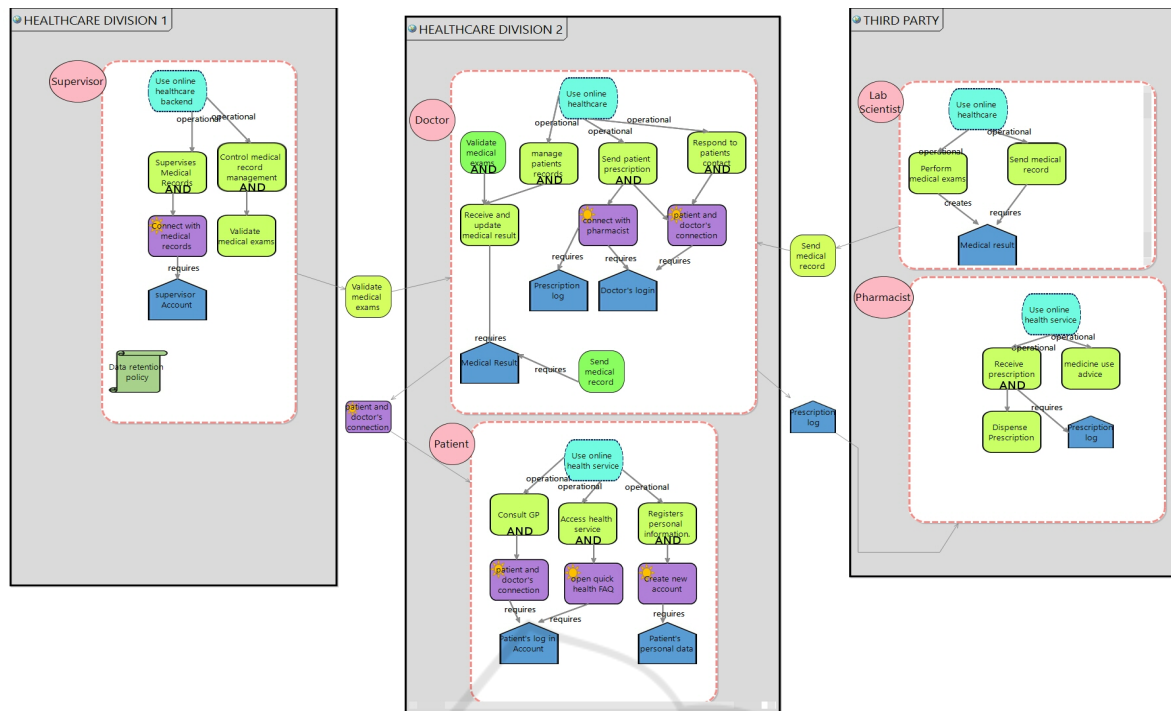 HEALTHCARE DIVISION 1
Supervisor
Use online
healthcare
backend
operational
operational
Supervises
Medical
Records
AND
Control medical
record
management
AND
Connect with
medical
records
Validate
medical exams
requires
supervisor
Account
Data retention
policy
Validate
medical
exams
patient and
doctor's
connection
HEALTHCARE DIVISION 2
Doctor
Use online
healthcare
operational
operational
operational
Validate
medical
exams
AND
manage
patients
records
AND
Send patient
prescription
AND
Respond to
patients
contact
AND
Receive and
update
medical result
connect with
pharmacist
patient and
doctor's
connection
requires
requires
Prescription
log
Doctor's login
requires
Medical Result
requires
Send
medical
record
Patient
Use online
health service
operational
operational
operational
Consult GP
AND
Access health
service
AND
Registers
personal
information.
AND
patient and
doctor's
connection
open quick
health FAQ
Create new
account
requires
requires
requires
Patient's log in
Account
Patient's
personal data
Send
medical
record
Prescription
log
THIRD PARTY
Lab
Scientist
Use online
healthcare
operational
operational
Perform
medical exams
Send medical
record
creates
requires
Medical result
Pharmacist
Use online
health service
operational
operational
Receive
prescription
AND
medicine use
advice
requires
Dispense
Prescription
Prescription
log